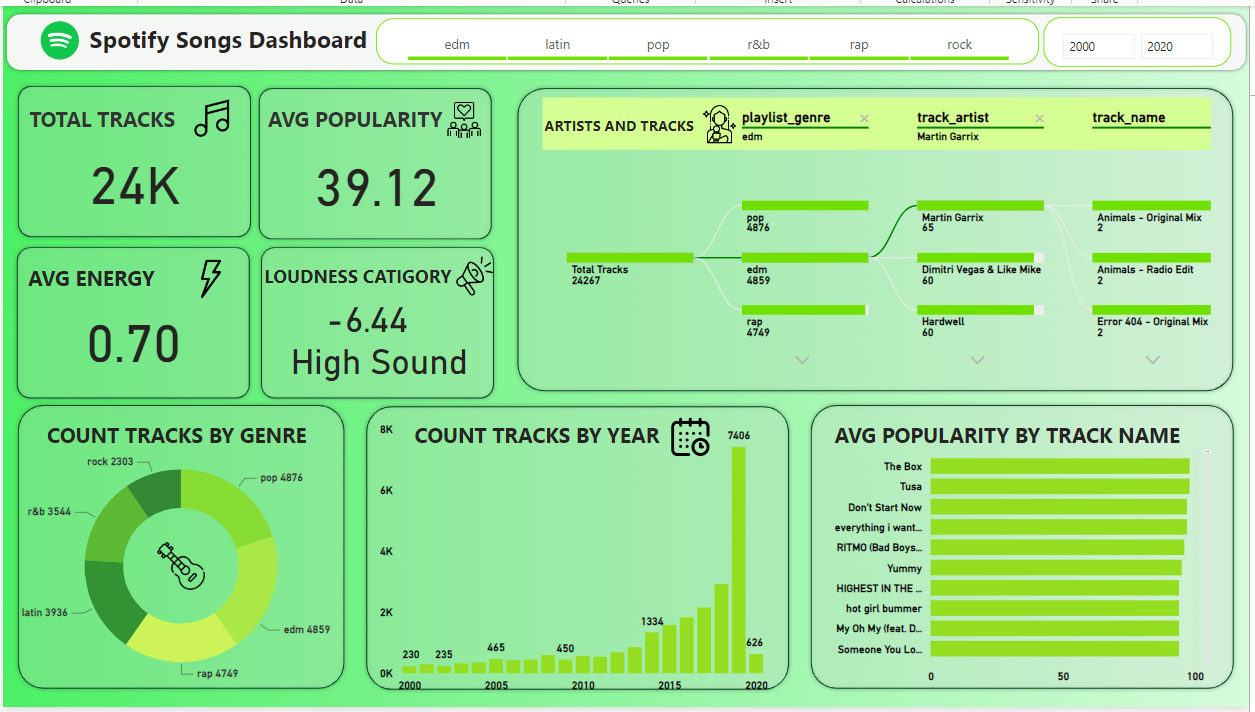 Clipboard
Data
Queries
Insert
Calculations
Sensitivity
Share
Spotify Songs Dashboard
edm
latin
pop
r&b
rap
rock
2000
2020
TOTAL TRACKS
24K
AVG POPULARITY
39.12
AVG ENERGY
0.70
LOUDNESS CATIGORY
-6.44
High Sound
ARTISTS AND TRACKS
playlist_genre
edm
track_artist
Martin Garrix
track_name
Total Tracks
24267
pop
4876
edm
4859
rap
4749
Martin Garrix
65
Dimitri Vegas & Like Mike
60
Hardwell
60
Animals - Original Mix
2
Animals - Radio Edit
2
Error 404 - Original Mix
2
COUNT TRACKS BY GENRE
rock 2303
pop 4876
r&b 3544
latin 3936
edm 4859
rap 4749
COUNT TRACKS BY YEAR
8K
6K
4K
2K
0K
230
235
465
450
1334
7406
626
2000
2005
2010
2015
2020
AVG POPULARITY BY TRACK NAME
The Box
Tusa
Don't Start Now
everything i want...
RITMO (Bad Boys...
Yummy
HIGHEST IN THE ...
hot girl bummer
My Oh My (feat. D...
Someone You Lo...
0
50
100